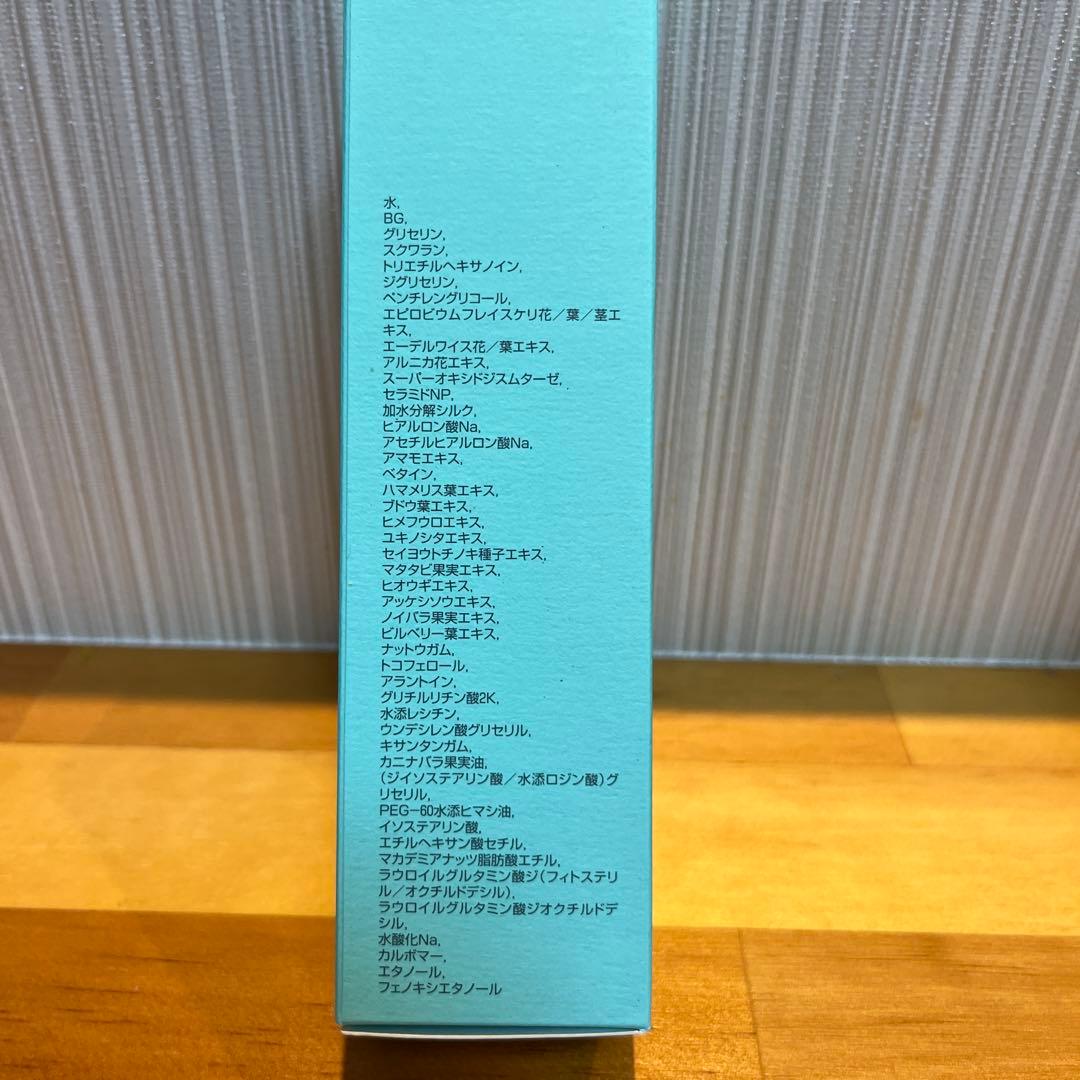 水,
BG,
グリセリン,
スクワラン,
トリエチルヘキサノイン,
ジグリセリン,
ペンチレングリコール,
エピロビウムフレイスケリ花／葉／茎エ
キス,
エーデルワイス花／葉エキス,
アルニカ花エキス,
スーパーオキシドジスムターゼ,
セラミドNP,
加水分解シルク,
ヒアルロン酸Na,
アセチルヒアルロン酸Na,
アマモエキス,
ベタイン,
ハマメリス葉エキス,
ブドウ葉エキス,
ヒメフウロエキス,
ユキノシタエキス,
セイヨウトチノキ種子エキス,
マタタビ果実エキス,
ヒオウギエキス,
アッケシソウエキス,
ノイバラ果実エキス,
ビルベリー葉エキス,
ナットウガム,
トコフェロール,
アラントイン,
グリチルリチン酸2K,
水添レシチン,
ウンデシレン酸グリセリル,
キサンタンガム,
カニナバラ果実油,
（ジイソステアリン酸／水添ロジン酸）グ
リセリル,
PEG－60水添ヒマシ油,
イソステアリン酸,
エチルヘキサン酸セチル,
マカデミアナッツ脂肪酸エチル,
ラウロイルグルタミン酸ジ（フィトステリ
ル／オクチルドデシル）,
ラウロイルグルタミン酸ジオクチルドデ
シル,
水酸化Na,
カルボマー,
エタノール,
フェノキシエタノール